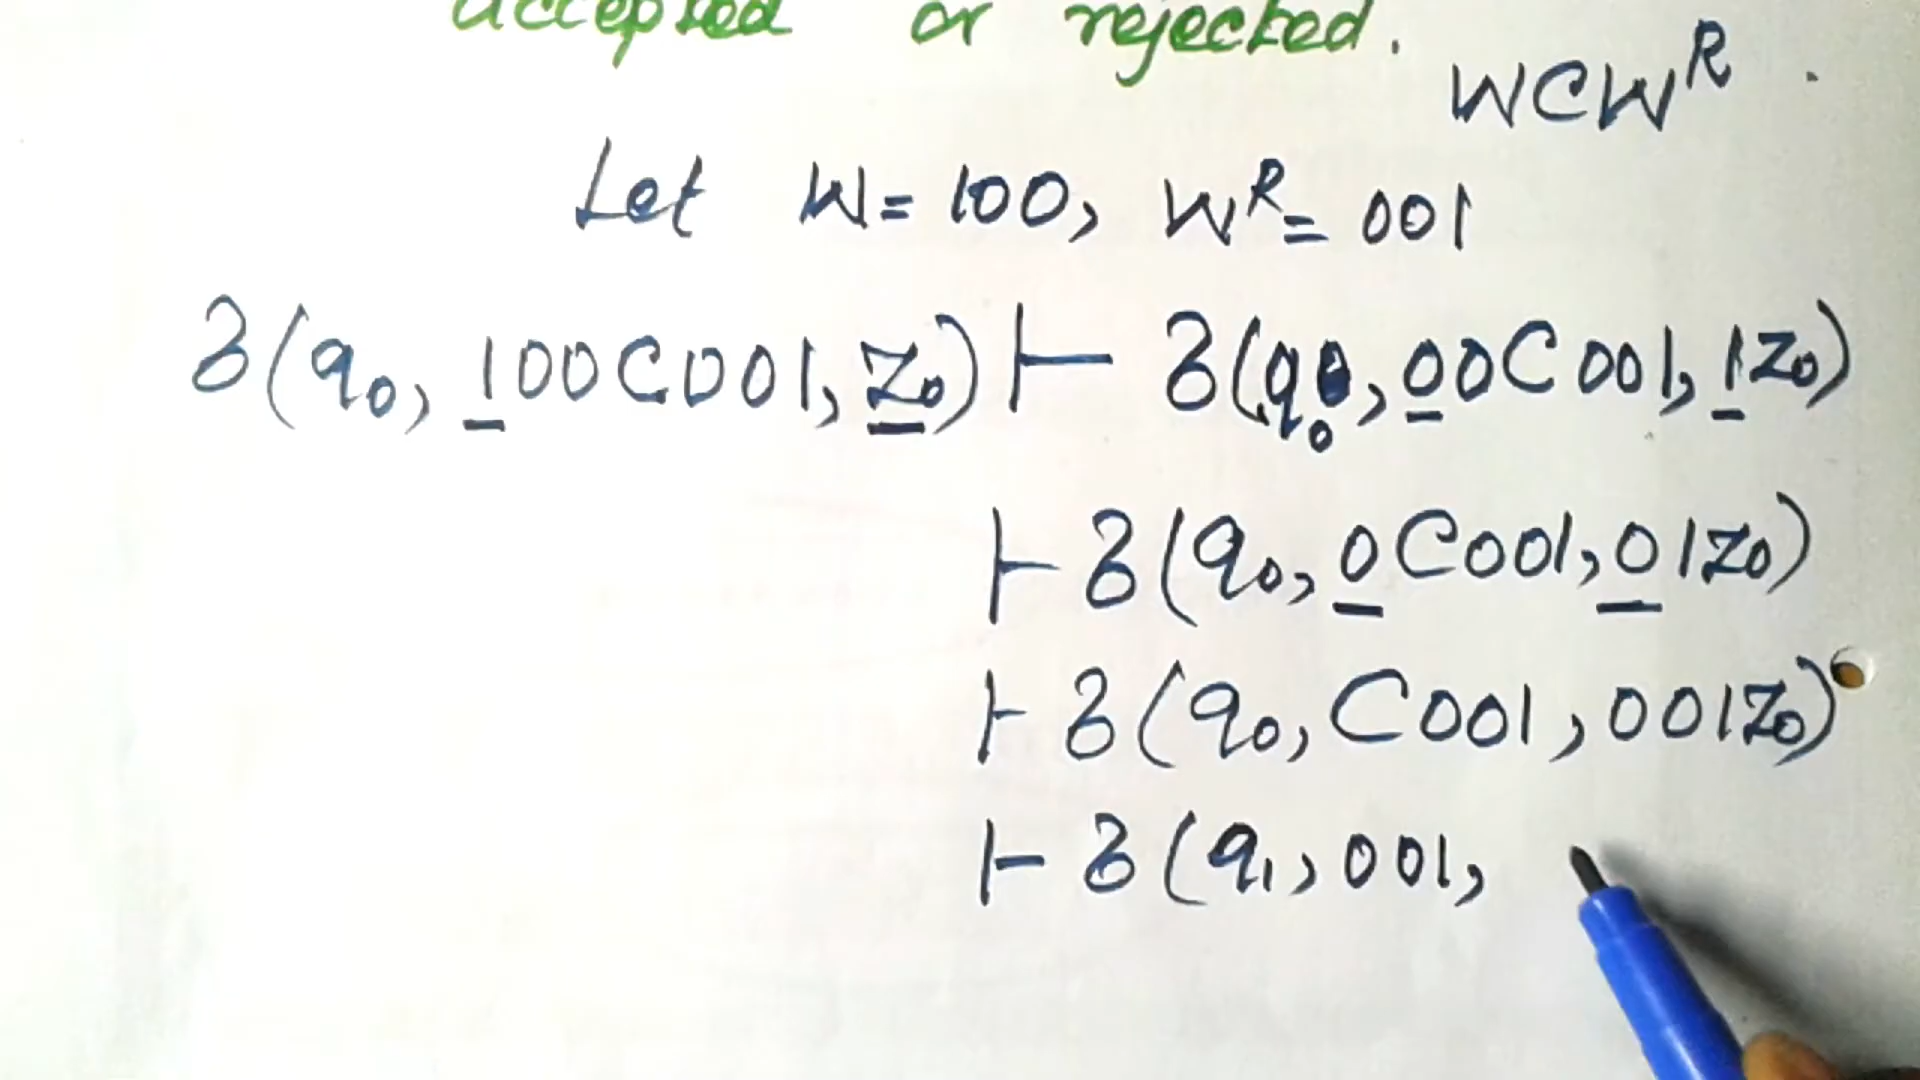 accepted or rejected.
WCW^R.
Let W = 100, W^R = 001
δ(q₀, 100C001, Z₀) ⊢ δ(q₀, 00C001, 1Z₀)
⊢ δ(q₀, 0C001, 01Z₀)
⊢ δ(q₀, C001, 001Z₀)
⊢ δ(q₁, 001,